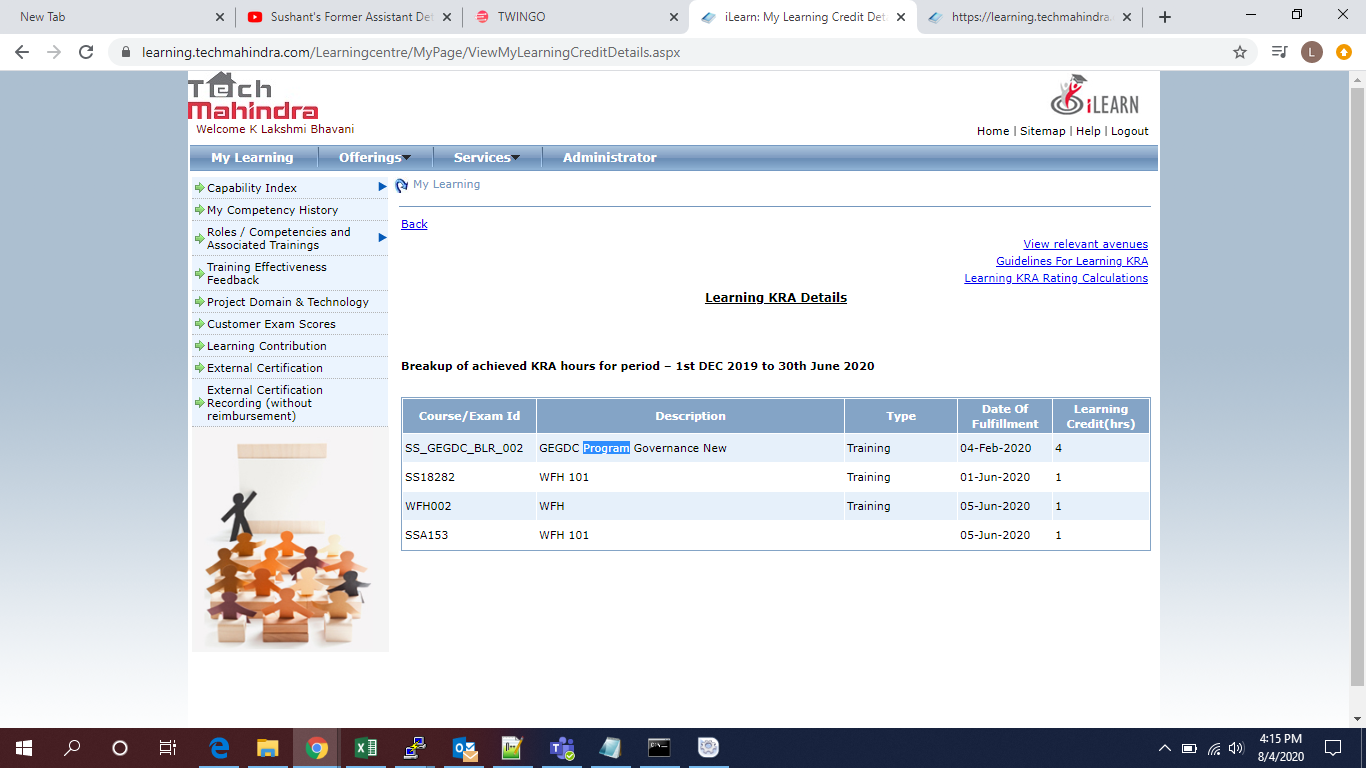 New Tab
Sushant's Former Assistant De
TWINGO
iLearn: My Learning Credit Det
https://learning.techmahindra.
learning.techmahindra.com/Learningcentre/MyPage/ViewMyLearningCreditDetails.aspx
L
Tech
Mahindra
iLEARN
Welcome K Lakshmi Bhavani
Home | Sitemap | Help | Logout
My Learning Offerings Services Administrator
Capability Index
My Competency History
Roles / Competencies and
Associated Trainings
Training Effectiveness
Feedback
Project Domain & Technology
Customer Exam Scores
Learning Contribution
External Certification
External Certification
Recording (without
reimbursement)
My Learning
Back
View relevant avenues
Guidelines For Learning KRA
Learning KRA Rating Calculations
Learning KRA Details
Breakup of achieved KRA hours for period – 1st DEC 2019 to 30th June 2020
Course/Exam Id Description Type Date Of Fulfillment Learning Credit(hrs)
SS_GEGDC_BLR_002 GEGDC Program Governance New Training 04-Feb-2020 4
SS18282 WFH 101 Training 01-Jun-2020 1
WFH002 WFH Training 05-Jun-2020 1
SSA153 WFH 101 05-Jun-2020 1
4:15 PM
8/4/2020